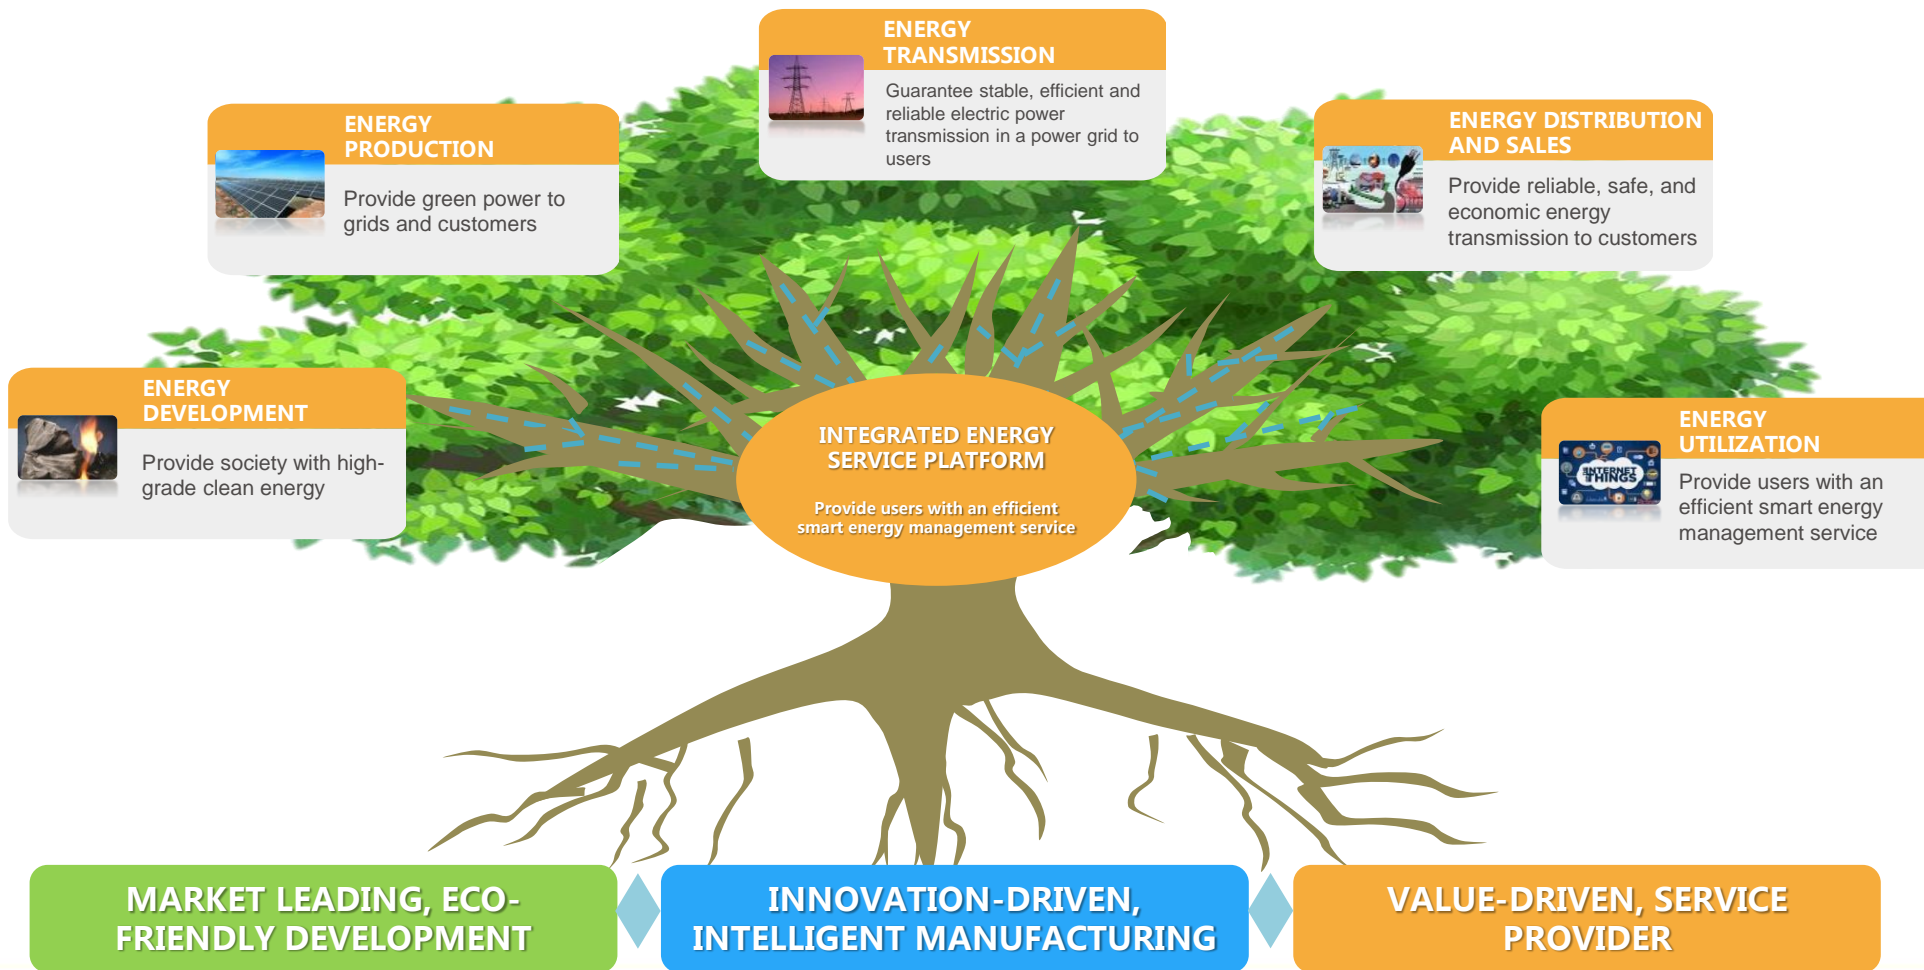 ENERGY
TRANSMISSION
Guarantee stable, efficient and
reliable electric power
transmission in a power grid to
users
ENERGY
PRODUCTION
Provide green power to
grids and customers
ENERGY DISTRIBUTION
AND SALES
Provide reliable, safe, and
economic energy
transmission to customers
ENERGY
DEVELOPMENT
Provide society with high-
grade clean energy
INTEGRATED ENERGY
SERVICE PLATFORM
Provide users with an efficient
smart energy management service
ENERGY
UTILIZATION
INTERNET
THINGS
Provide users with an
efficient smart energy
management service
MARKET LEADING, ECO-
FRIENDLY DEVELOPMENT
INNOVATION-DRIVEN,
INTELLIGENT MANUFACTURING
VALUE-DRIVEN, SERVICE
PROVIDER